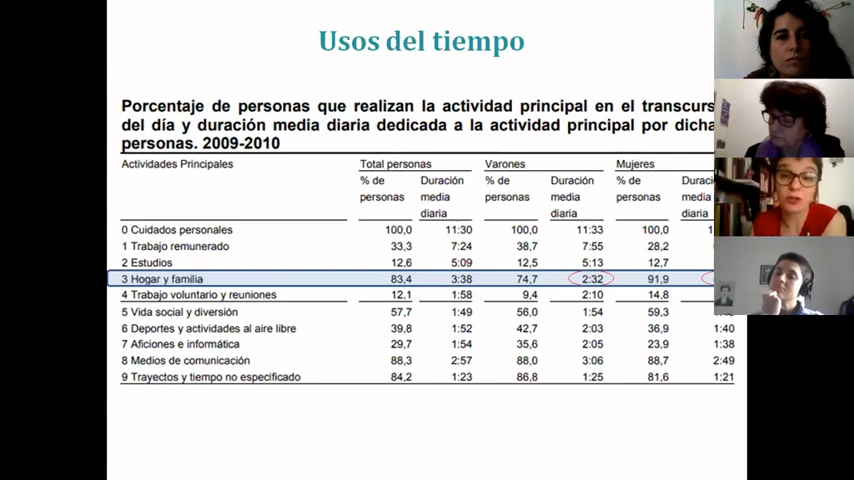 Usos del tiempo
Porcentaje de personas que realizan la actividad principal en el
del día y duración media diaria dedicada a la actividad principal por
personas. 2009-2010
Actividades Principales Total personas Varones Mujeres
% de personas Duración media diaria % de personas Duración media diaria % de personas media diaria
0 Cuidados personales 100,0 11:30 100,0 11:33 100,0
1 Trabajo remunerado 33,3 7:24 38,7 7:55 28,2
2 Estudios 12,6 5:09 12,5 5:13 12,7
3 Hogar y familia 83,4 3:38 74,7 2:32 91,9
4 Trabajo voluntario y reuniones 12,1 1:58 9,4 2:10 14,8
5 Vida social y diversión 57,7 1:49 56,0 1:54 59,3
6 Deportes y actividades al aire libre 39,8 1:52 42,7 2:03 36,9 1:40
7 Aficiones e informática 29,7 1:54 35,6 2:05 23,9 1:38
8 Medios de comunicación 88,3 2:57 88,0 3:06 88,7 2:49
9 Trayectos y tiempo no especificado 84,2 1:23 86,8 1:25 81,6 1:21